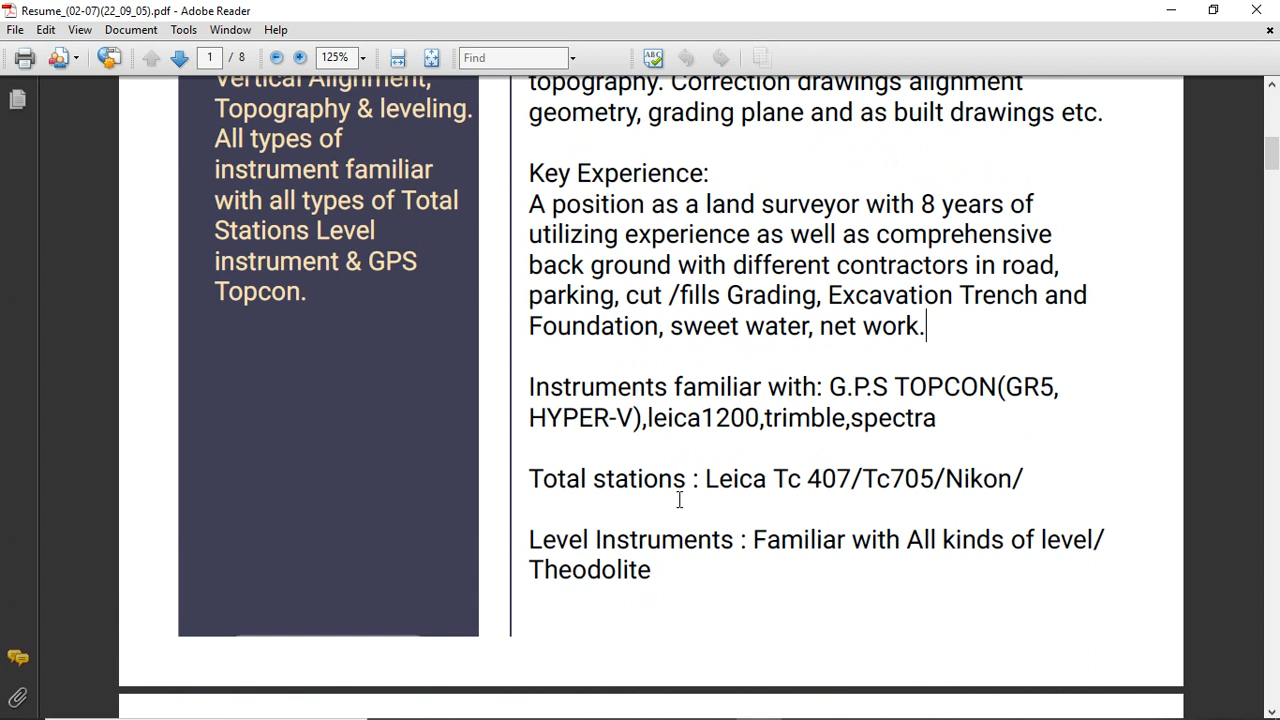 Resume_(02-07)(22_09_05).pdf - Adobe Reader
File Edit View Document Tools Window Help
1 / 8 125% Find
Vertical Alignment,
Topography & leveling.
All types of
instrument familiar
with all types of Total
Stations Level
instrument & GPS
Topcon.
topography. Correction drawings alignment
geometry, grading plane and as built drawings etc.
Key Experience:
A position as a land surveyor with 8 years of
utilizing experience as well as comprehensive
back ground with different contractors in road,
parking, cut /fills Grading, Excavation Trench and
Foundation, sweet water, net work.
Instruments familiar with: G.P.S TOPCON(GR5,
HYPER-V),leica1200,trimble,spectra
Total stations : Leica Tc 407/Tc705/Nikon/
Level Instruments : Familiar with All kinds of level/
Theodolite